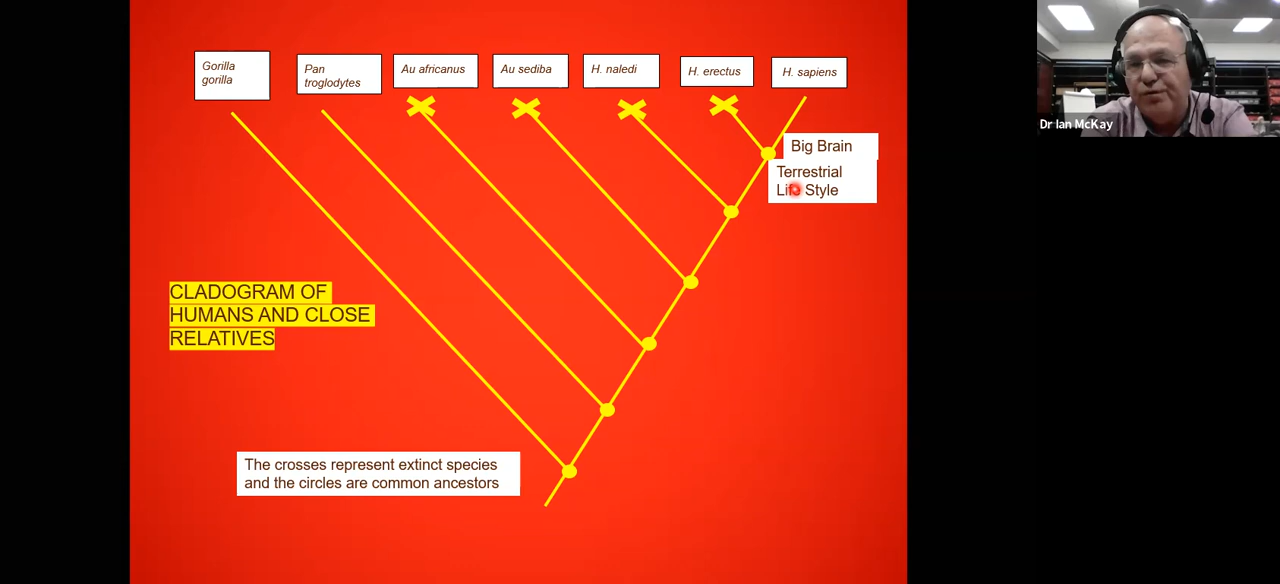 Gorilla
gorilla
Pan
troglodytes
Au africanus
Au sediba
H. naledi
H. erectus
H. sapiens
Dr Ian McKay
Big Brain
Terrestrial
Life Style
CLADOGRAM OF
HUMANS AND CLOSE
RELATIVES
The crosses represent extinct species
and the circles are common ancestors